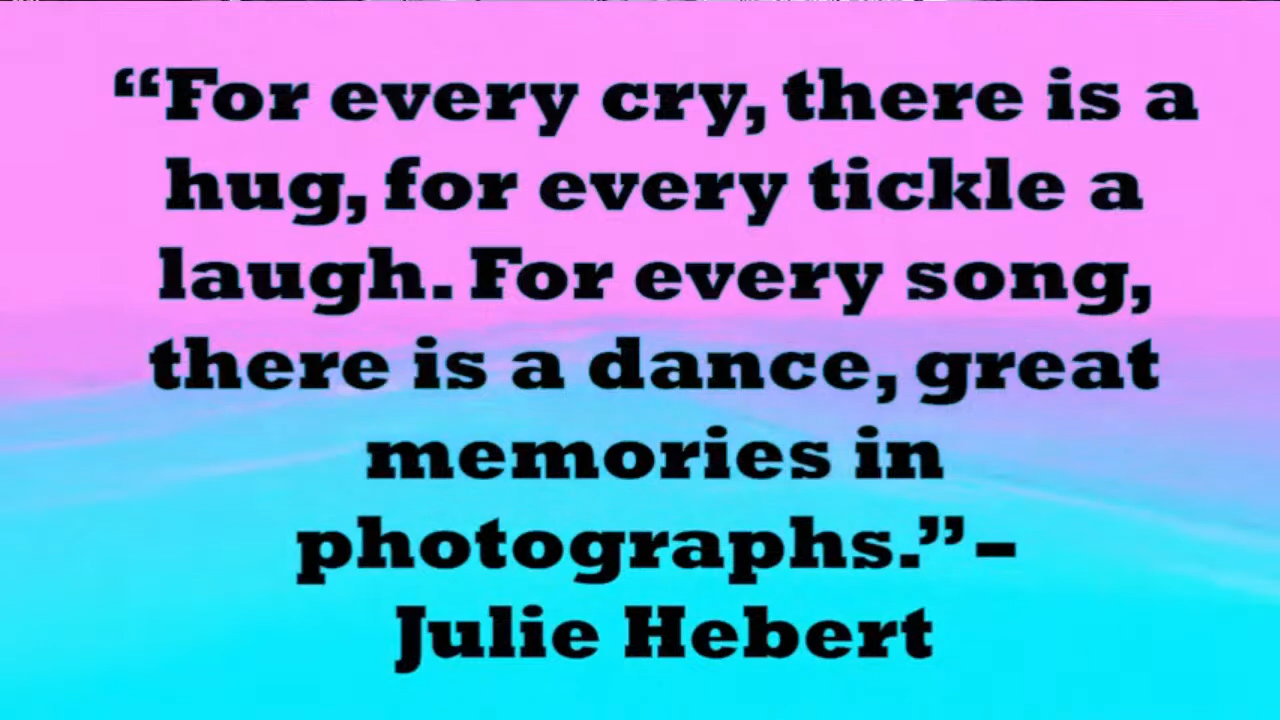 “For every cry, there is a
hug, for every tickle a
laugh. For every song,
there is a dance, great
memories in
photographs.” –
Julie Hebert